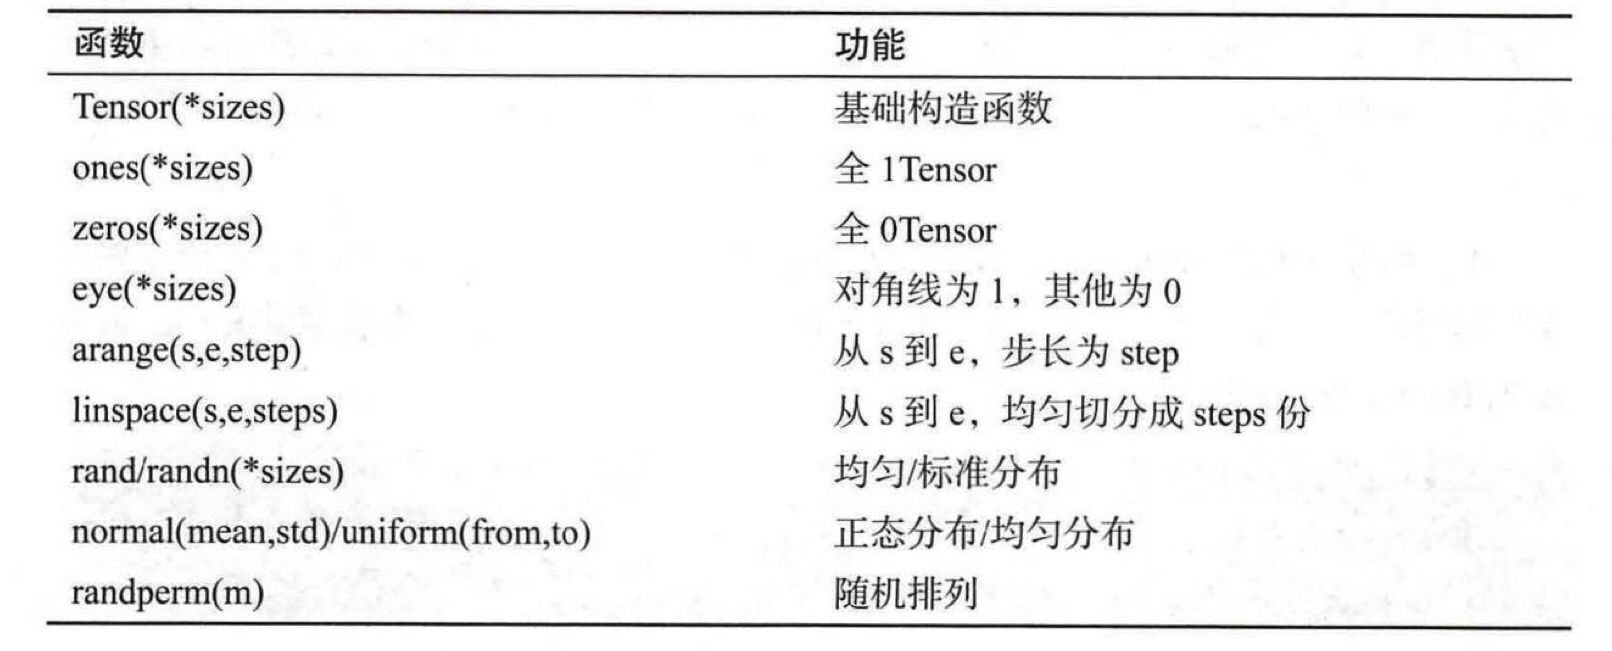 函数 功能
Tensor(*sizes) 基础构造函数
ones(*sizes) 全 1Tensor
zeros(*sizes) 全 0Tensor
eye(*sizes) 对角线为 1，其他为 0
arange(s,e,step) 从 s 到 e，步长为 step
linspace(s,e,steps) 从 s 到 e，均匀切分成 steps 份
rand/randn(*sizes) 均匀/标准分布
normal(mean,std)/uniform(from,to) 正态分布/均匀分布
randperm(m) 随机排列